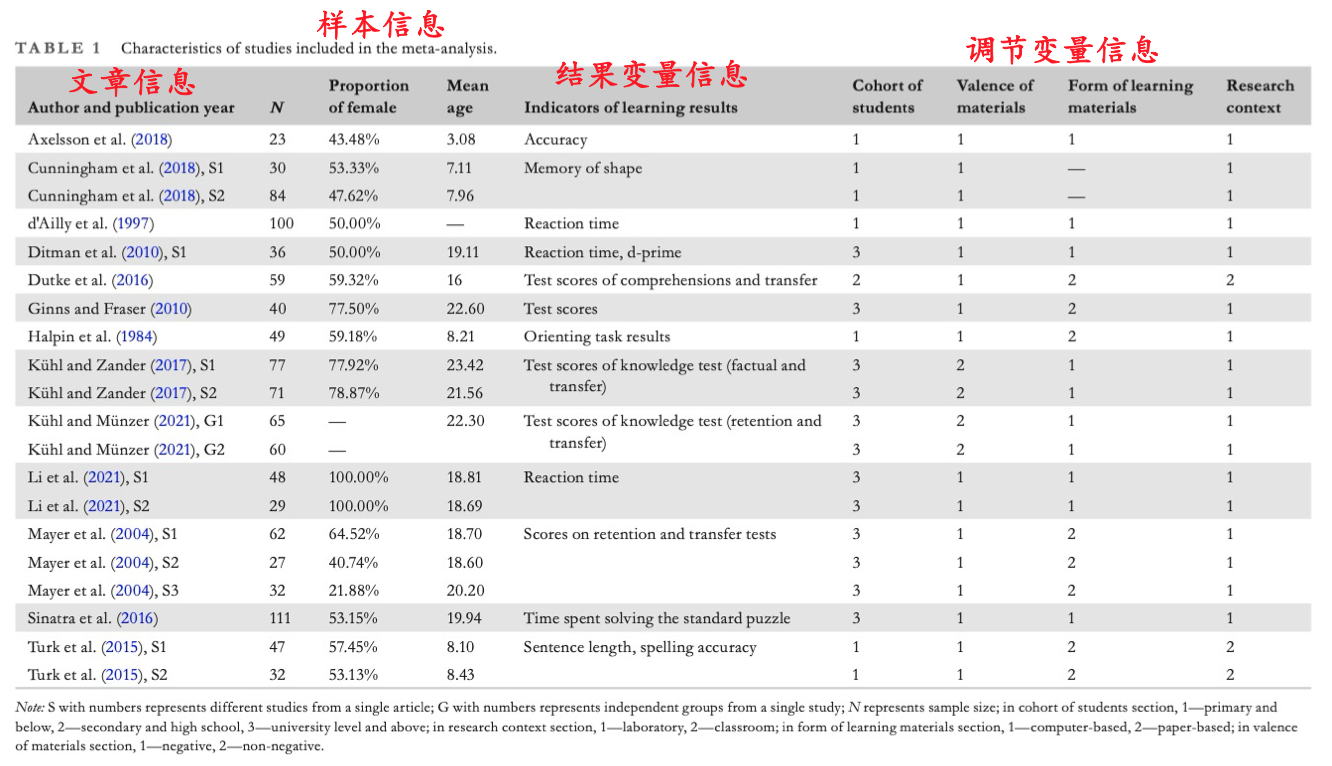 样本信息
TABLE 1 Characteristics of studies included in the meta-analysis.
调节变量信息
文章信息
结果变量信息
Author and publication year N Proportion of female Mean age Indicators of learning results Cohort of students Valence of materials Form of learning materials Research context
Axelsson et al. (2018) 23 43.48% 3.08 Accuracy 1 1 1 1
Cunningham et al. (2018), S1 30 53.33% 7.11 Memory of shape 1 1 — 1
Cunningham et al. (2018), S2 84 47.62% 7.96 1 1 — 1
d'Ailly et al. (1997) 100 50.00% — Reaction time 1 1 1 1
Ditman et al. (2010), S1 36 50.00% 19.11 Reaction time, d-prime 3 1 1 1
Dutke et al. (2016) 59 59.32% 16 Test scores of comprehensions and transfer 2 1 2 2
Ginns and Fraser (2010) 40 77.50% 22.60 Test scores 3 1 2 1
Halpin et al. (1984) 49 59.18% 8.21 Orienting task results 1 1 2 1
Kühl and Zander (2017), S1 77 77.92% 23.42 Test scores of knowledge test (factual and transfer) 3 2 1 1
Kühl and Zander (2017), S2 71 78.87% 21.56 3 2 1 1
Kühl and Münzer (2021), G1 65 — 22.30 Test scores of knowledge test (retention and transfer) 3 2 1 1
Kühl and Münzer (2021), G2 60 — 3 2 1 1
Li et al. (2021), S1 48 100.00% 18.81 Reaction time 3 1 1 1
Li et al. (2021), S2 29 100.00% 18.69 3 1 1 1
Mayer et al. (2004), S1 62 64.52% 18.70 Scores on retention and transfer tests 3 1 2 1
Mayer et al. (2004), S2 27 40.74% 18.60 3 1 2 1
Mayer et al. (2004), S3 32 21.88% 20.20 3 1 2 1
Sinatra et al. (2016) 111 53.15% 19.94 Time spent solving the standard puzzle 3 1 1 1
Turk et al. (2015), S1 47 57.45% 8.10 Sentence length, spelling accuracy 1 1 2 2
Turk et al. (2015), S2 32 53.13% 8.43 1 1 2 2
Note: S with numbers represents different studies from a single article; G with numbers represents independent groups from a single study; N represents sample size; in cohort of students section, 1—primary and
below, 2—secondary and high school, 3—university level and above; in research context section, 1—laboratory, 2—classroom; in form of learning materials section, 1—computer-based, 2—paper-based; in valence
of materials section, 1—negative, 2—non-negative.